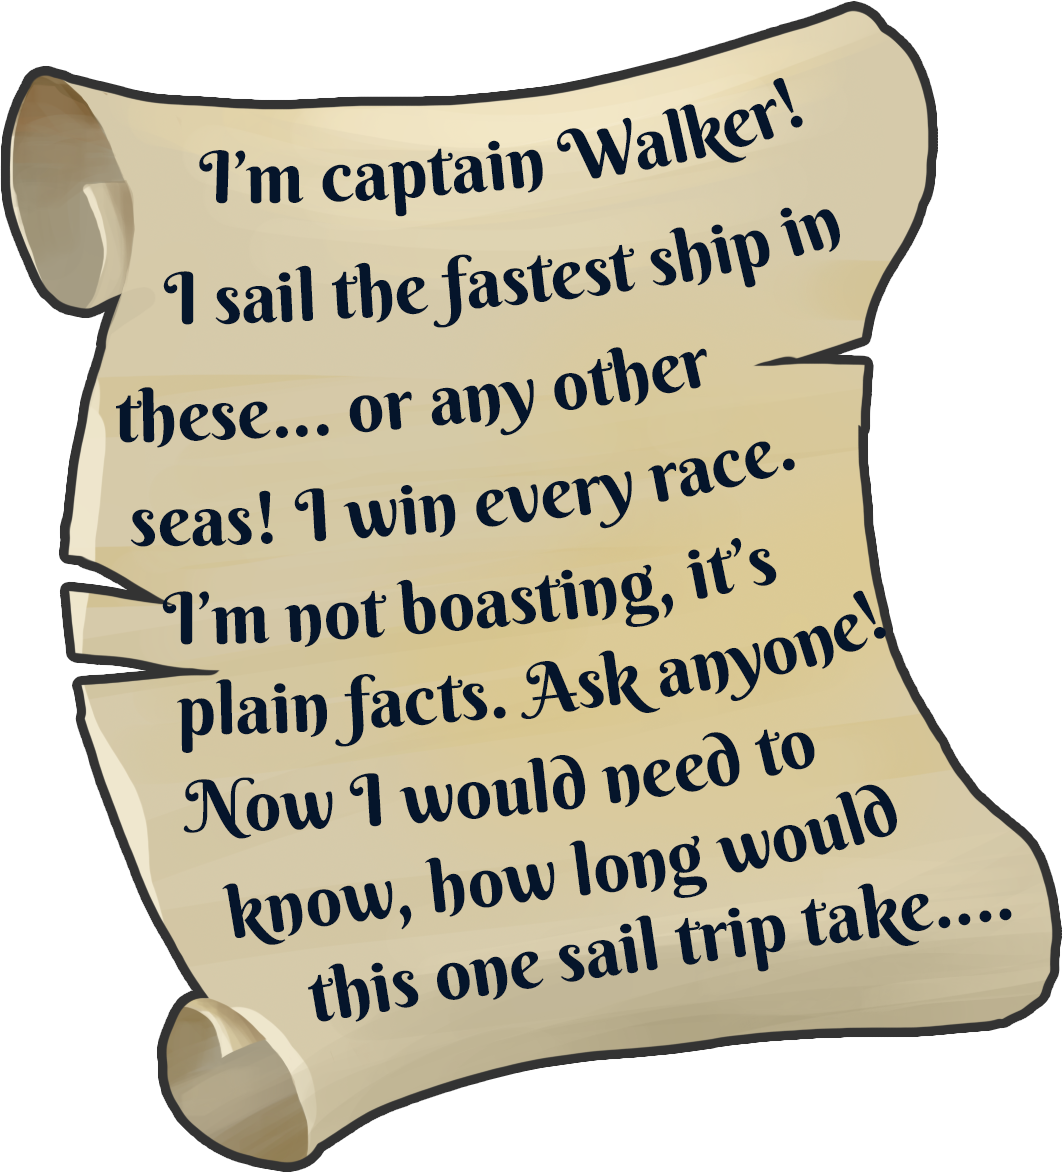 I'm captain Walker!
I sail the fastest ship in
these... or any other
seas! I win every race.
I'm not boasting, it's
plain facts. Ask anyone!
Now I would need to
know, how long would
this one sail trip take....